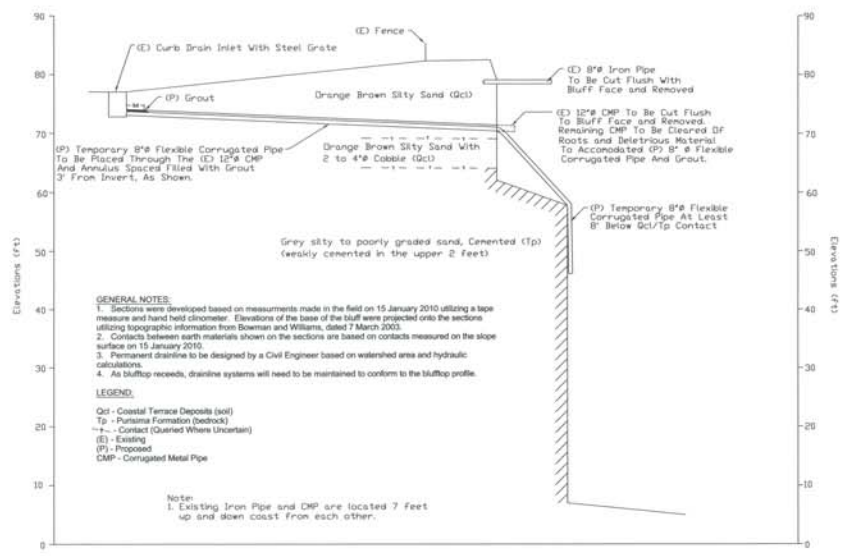 90
80
70
60
50
40
30
20
10
0
Elevations (ft)
(E) Fence
(E) Curb Drain Inlet With Steel Grate
(P) Grout
Orange Brown Silty Sand (Qcl)
(E) 8"Ø Iron Pipe
To Be Cut Flush With
Bluff Face and Removed
(E) 12"Ø CMP To Be Cut Flush
To Bluff Face and Removed.
Remaining CMP To Be Cleared Of
Roots and Deletrious Material
To Accomodated (P) 8" Ø Flexible
Corrugated Pipe And Grout.
(P) Temporary 8"Ø Flexible Corrugated Pipe
To Be Placed Through The (E) 12"Ø CMP
And Annulus Spaced Filled With Grout
3' From Invert, As Shown.
Orange Brown Silty Sand With
2 to 4"Ø Cobble (Qcl)
(P) Temporary 8"Ø Flexible
Corrugated Pipe At Least
8' Below Qcl/Tp Contact
Grey silty to poorly graded sand, Cemented (Tp)
(weakly cemented in the upper 2 feet)
GENERAL NOTES:
1. Sections were developed based on measurments made in the field on 15 January 2010 utilizing a tape
measure and hand held clinometer. Elevations of the base of the bluff were projected onto the sections
utilizing topographic information from Bowman and Williams, dated 7 March 2003.
2. Contacts between earth materials shown on the sections are based on contacts measured on the slope
surface on 15 January 2010.
3. Permanent drainline to be designed by a Civil Engineer based on watershed area and hydraulic
calculations.
4. As blufftop receeds, drainline systems will need to be maintained to conform to the blufftop profile.
LEGEND:
Qcl - Coastal Terrace Deposits (soil)
Tp - Purisima Formation (bedrock)
- Contact (Queried Where Uncertain)
(E) - Existing
(P) - Proposed
CMP - Corrugated Metal Pipe
Note:
1. Existing Iron Pipe and CMP are located 7 feet
up and down coast from each other.
90
80
70
60
50
40
30
20
10
0
Elevations (ft)